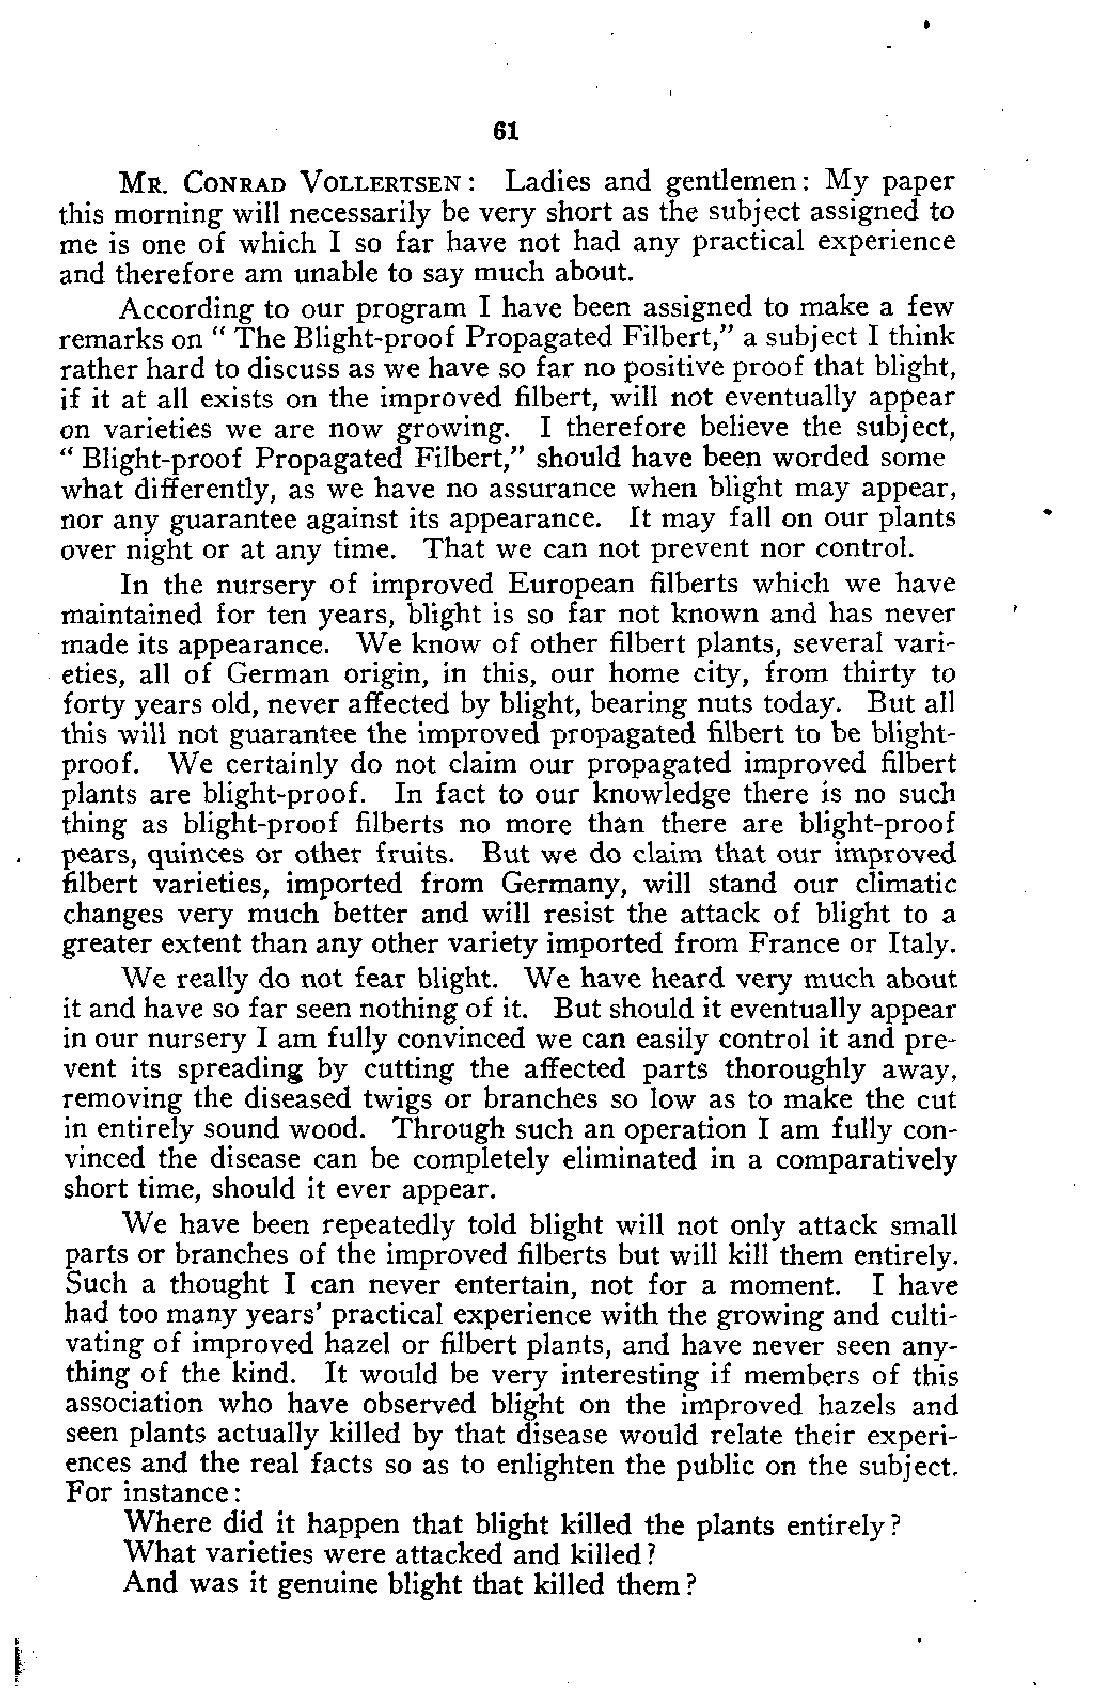 61
MR. CONRAD VOLLERTSEN: Ladies and gentlemen: My paper
this morning will necessarily be very short as the subject assigned to
me is one of which I so far have not had any practical experience
and therefore am unable to say much about.
According to our program I have been assigned to make a few
remarks on " The Blight-proof Propagated Filbert," a subject I think
rather hard to discuss as we have so far no positive proof that blight,
if it at all exists on the improved filbert, will not eventually appear
on varieties we are now growing. I therefore believe the subject,
" Blight-proof Propagated Filbert," should have been worded some
what differently, as we have no assurance when blight may appear,
nor any guarantee against its appearance. It may fall on our plants
over night or at any time. That we can not prevent nor control.
In the nursery of improved European filberts which we have
maintained for ten years, blight is so far not known and has never
made its appearance. We know of other filbert plants, several vari-
eties, all of German origin, in this, our home city, from thirty to
forty years old, never affected by blight, bearing nuts today. But all
this will not guarantee the improved propagated filbert to be blight-
proof. We certainly do not claim our propagated improved filbert
plants are blight-proof. In fact to our knowledge there is no such
thing as blight-proof filberts no more than there are blight-proof
pears, quinces or other fruits. But we do claim that our improved
filbert varieties, imported from Germany, will stand our climatic
changes very much better and will resist the attack of blight to a
greater extent than any other variety imported from France or Italy.
We really do not fear blight. We have heard very much about
it and have so far seen nothing of it. But should it eventually appear
in our nursery I am fully convinced we can easily control it and pre-
vent its spreading by cutting the affected parts thoroughly away,
removing the diseased twigs or branches so low as to make the cut
in entirely sound wood. Through such an operation I am fully con-
vinced the disease can be completely eliminated in a comparatively
short time, should it ever appear.
We have been repeatedly told blight will not only attack small
parts or branches of the improved filberts but will kill them entirely.
Such a thought I can never entertain, not for a moment. I have
had too many years' practical experience with the growing and culti-
vating of improved hazel or filbert plants, and have never seen any-
thing of the kind. It would be very interesting if members of this
association who have observed blight on the improved hazels and
seen plants actually killed by that disease would relate their experi-
ences and the real facts so as to enlighten the public on the subject.
For instance:
Where did it happen that blight killed the plants entirely?
What varieties were attacked and killed?
And was it genuine blight that killed them?